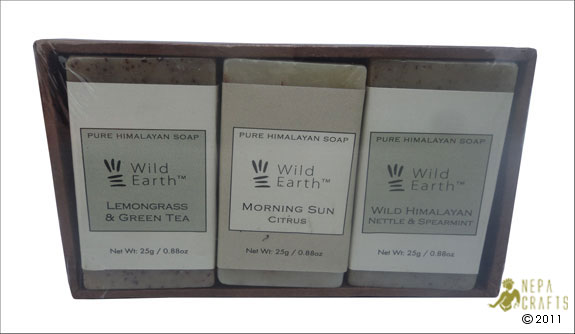 PURE HIMALAYAN SOAP
Wild
Earth™
LEMONGRASS
& GREEN TEA
Net Wt: 25g / 0.88oz
PURE HIMALAYAN SOAP
Wild
Earth™
MORNING SUN
CITRUS
Net Wt: 25g / 0.88oz
PURE HIMALAYAN SOAP
Wild
Earth™
WILD HIMALAYAN
NETTLE & SPEARMINT
Net Wt: 25g / 0.88oz
NEPA
CRAFTS
© 2011